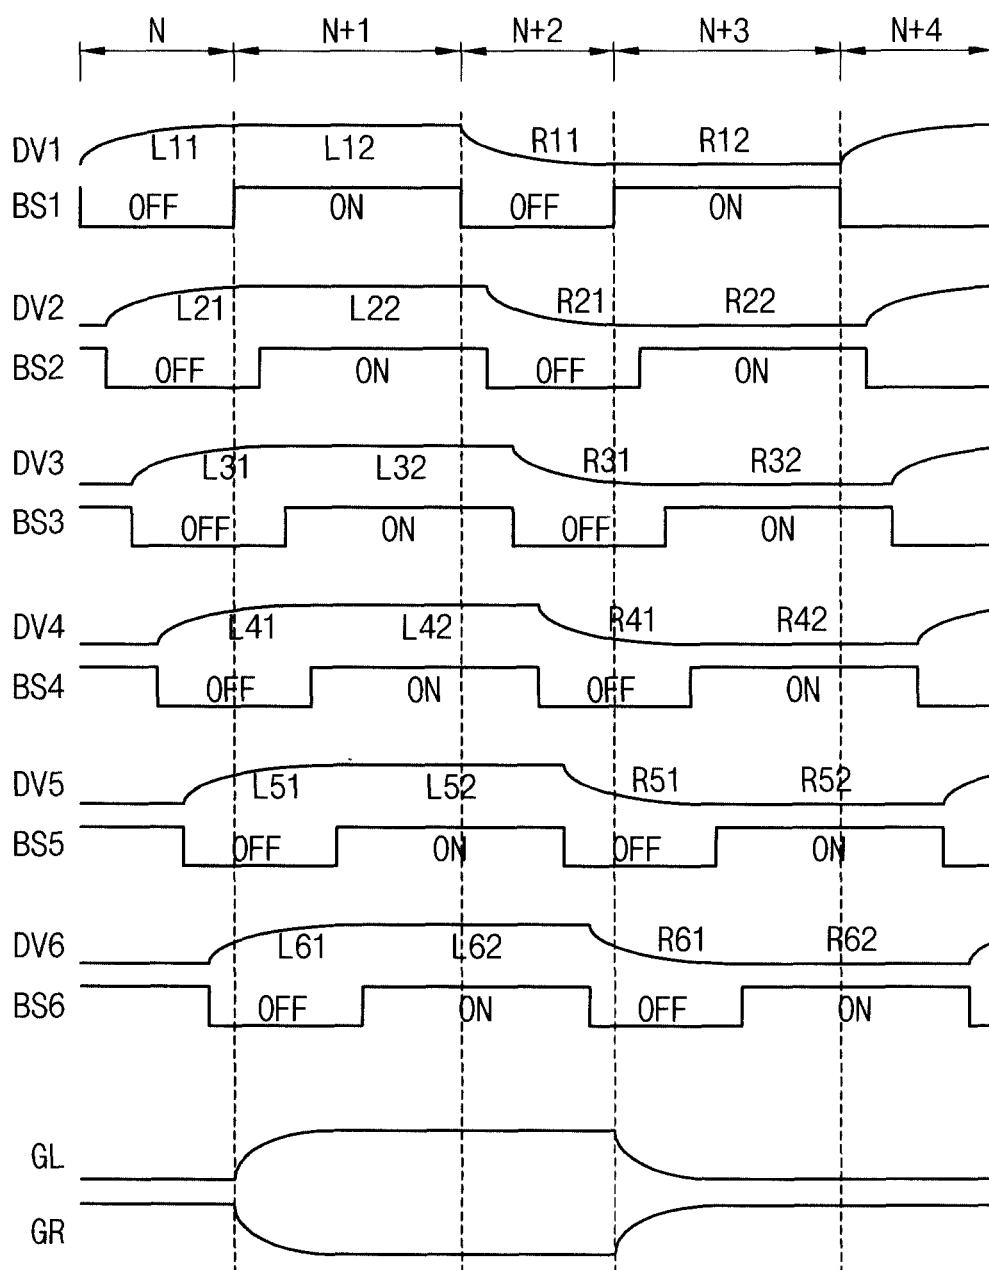 N N+1 N+2 N+3 N+4
DV1 L11 L12 R11 R12
BS1 OFF ON OFF ON
DV2 L21 L22 R21 R22
BS2 OFF ON OFF ON
DV3 L31 L32 R31 R32
BS3 OFF ON OFF ON
DV4 L41 L42 R41 R42
BS4 OFF ON OFF ON
DV5 L51 L52 R51 R52
BS5 OFF ON OFF ON
DV6 L61 L62 R61 R62
BS6 OFF ON OFF ON
GL
GR